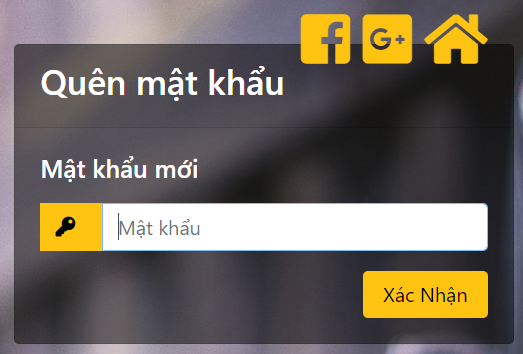 G+
Quên mật khẩu
Mật khẩu mới
Mật khẩu
Xác Nhận